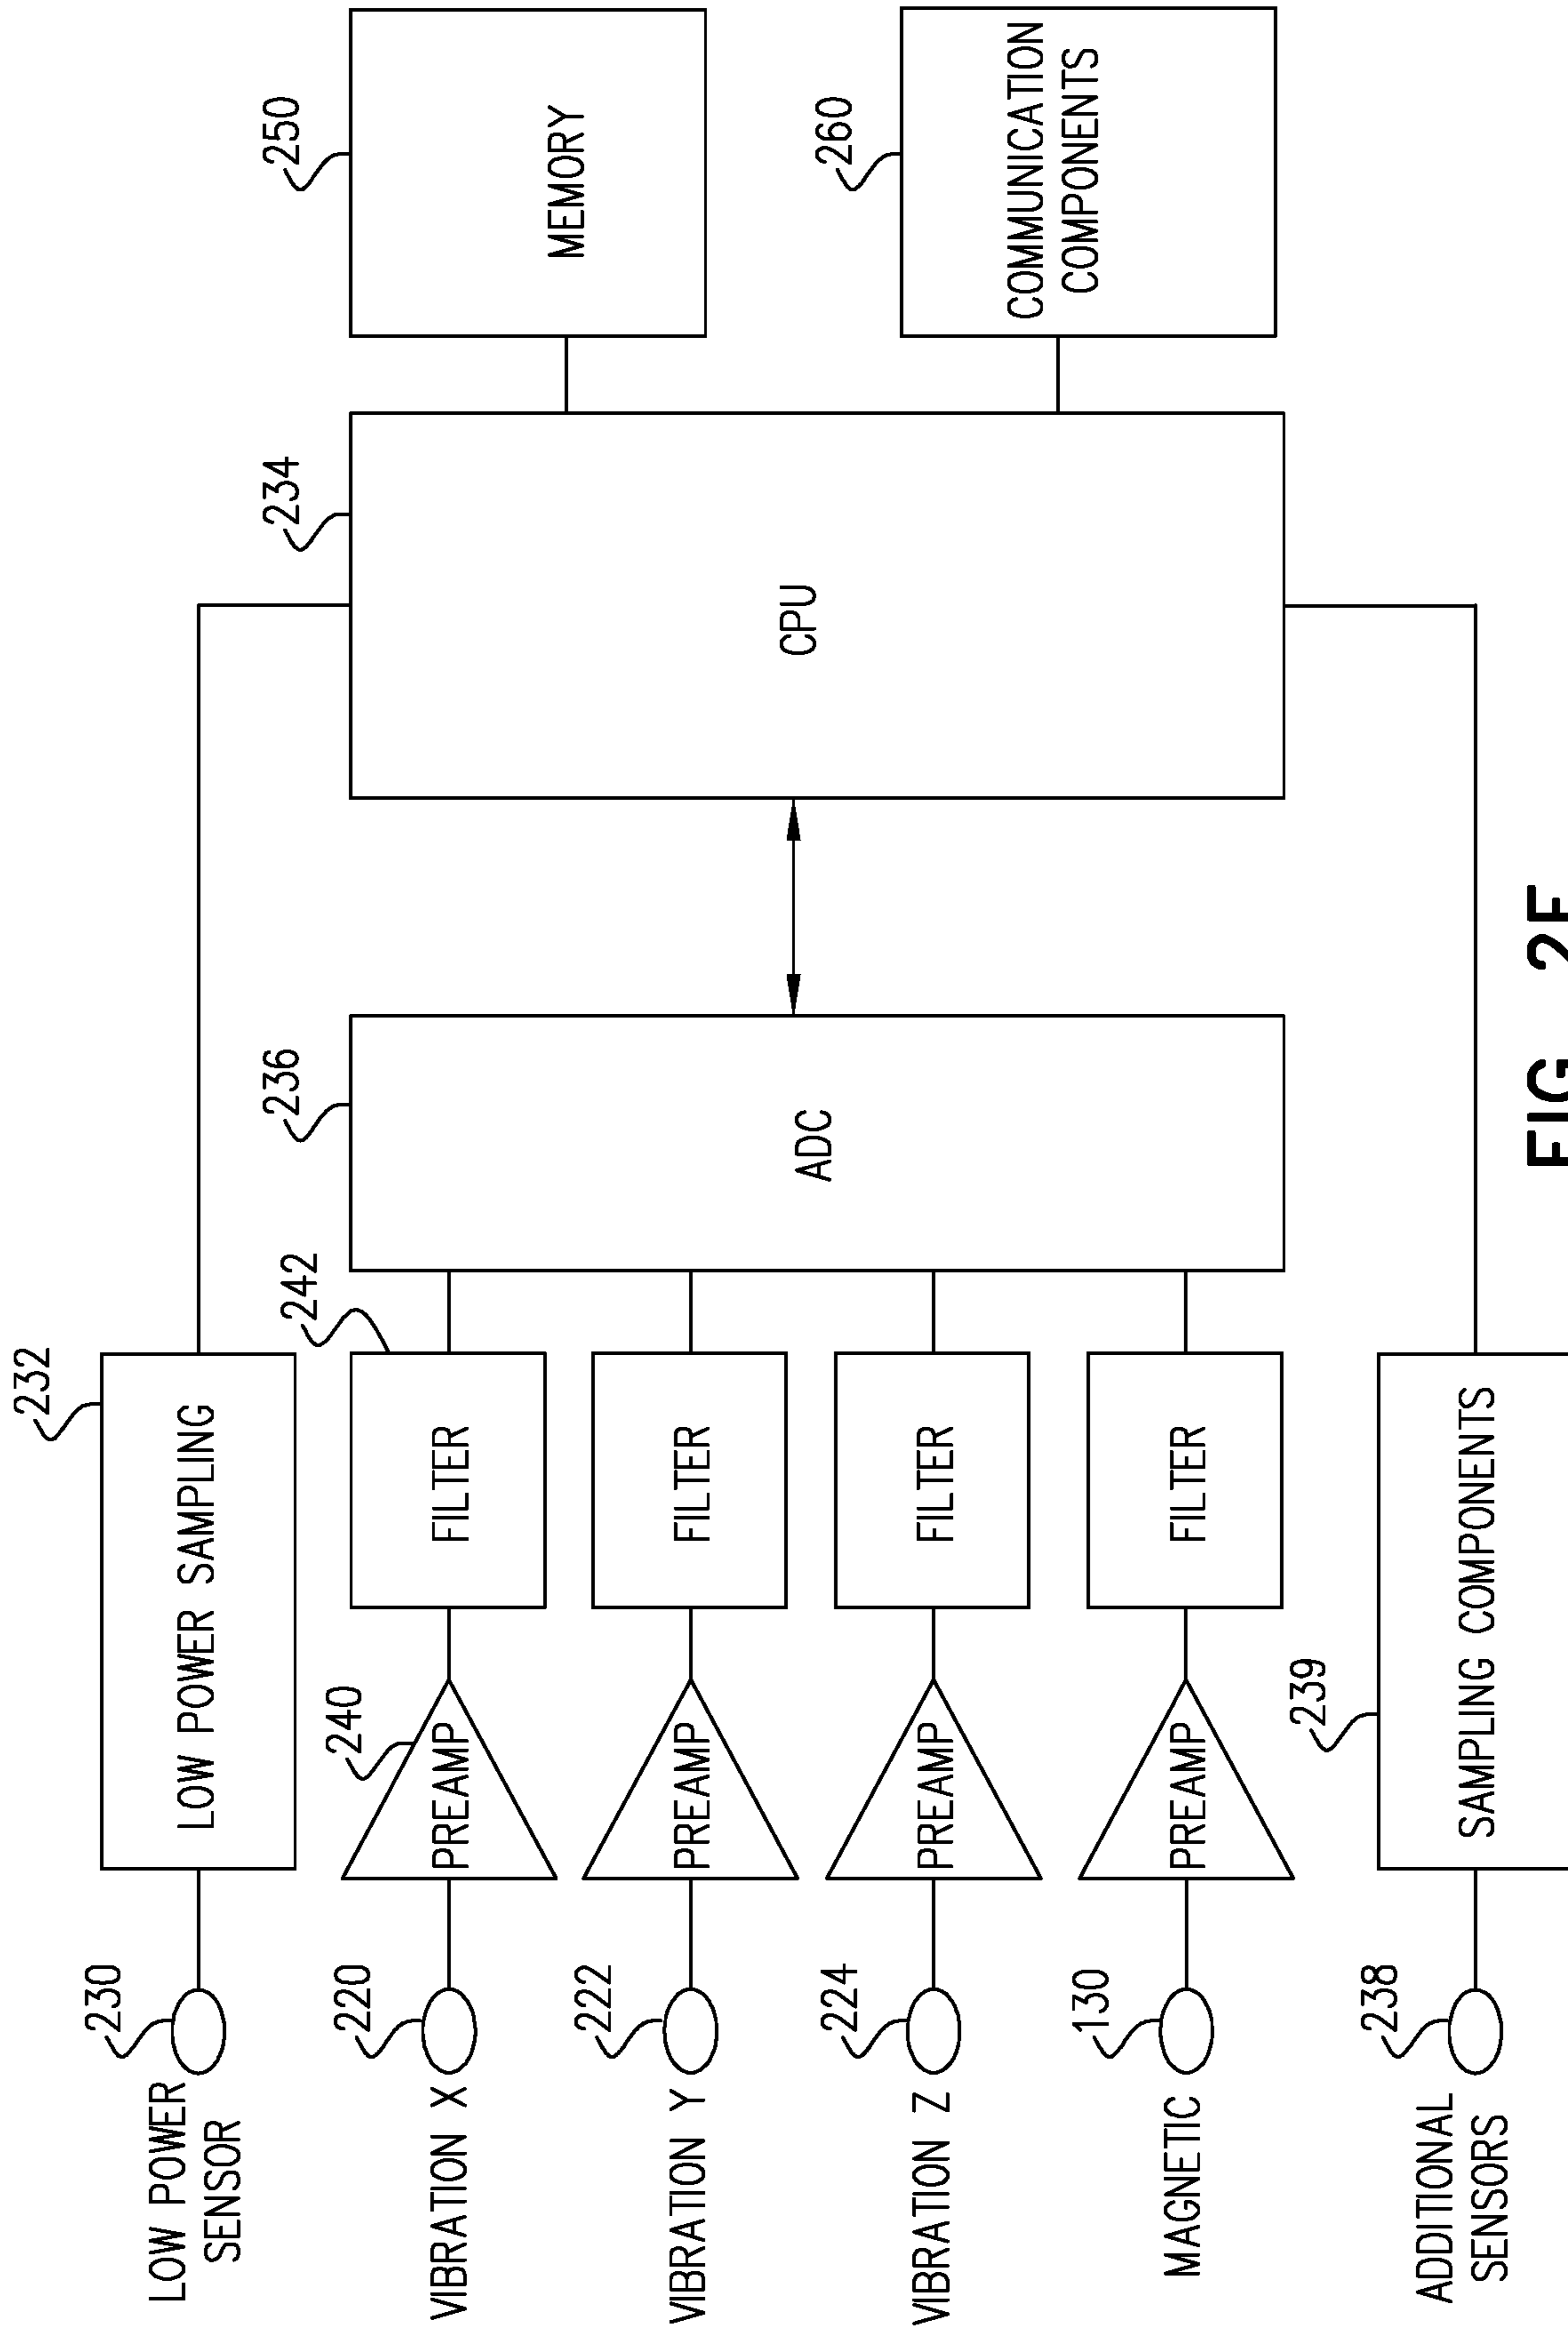 232
230
LOW POWER
SENSOR
LOW POWER SAMPLING
220
VIBRATION X
240
PREAMP
242
FILTER
236
ADC
234
CPU
250
MEMORY
222
VIBRATION Y
PREAMP
FILTER
224
VIBRATION Z
PREAMP
FILTER
260
COMMUNICATION
COMPONENTS
130
MAGNETIC
PREAMP
FILTER
238
ADDITIONAL
SENSORS
239
SAMPLING COMPONENTS
FIG